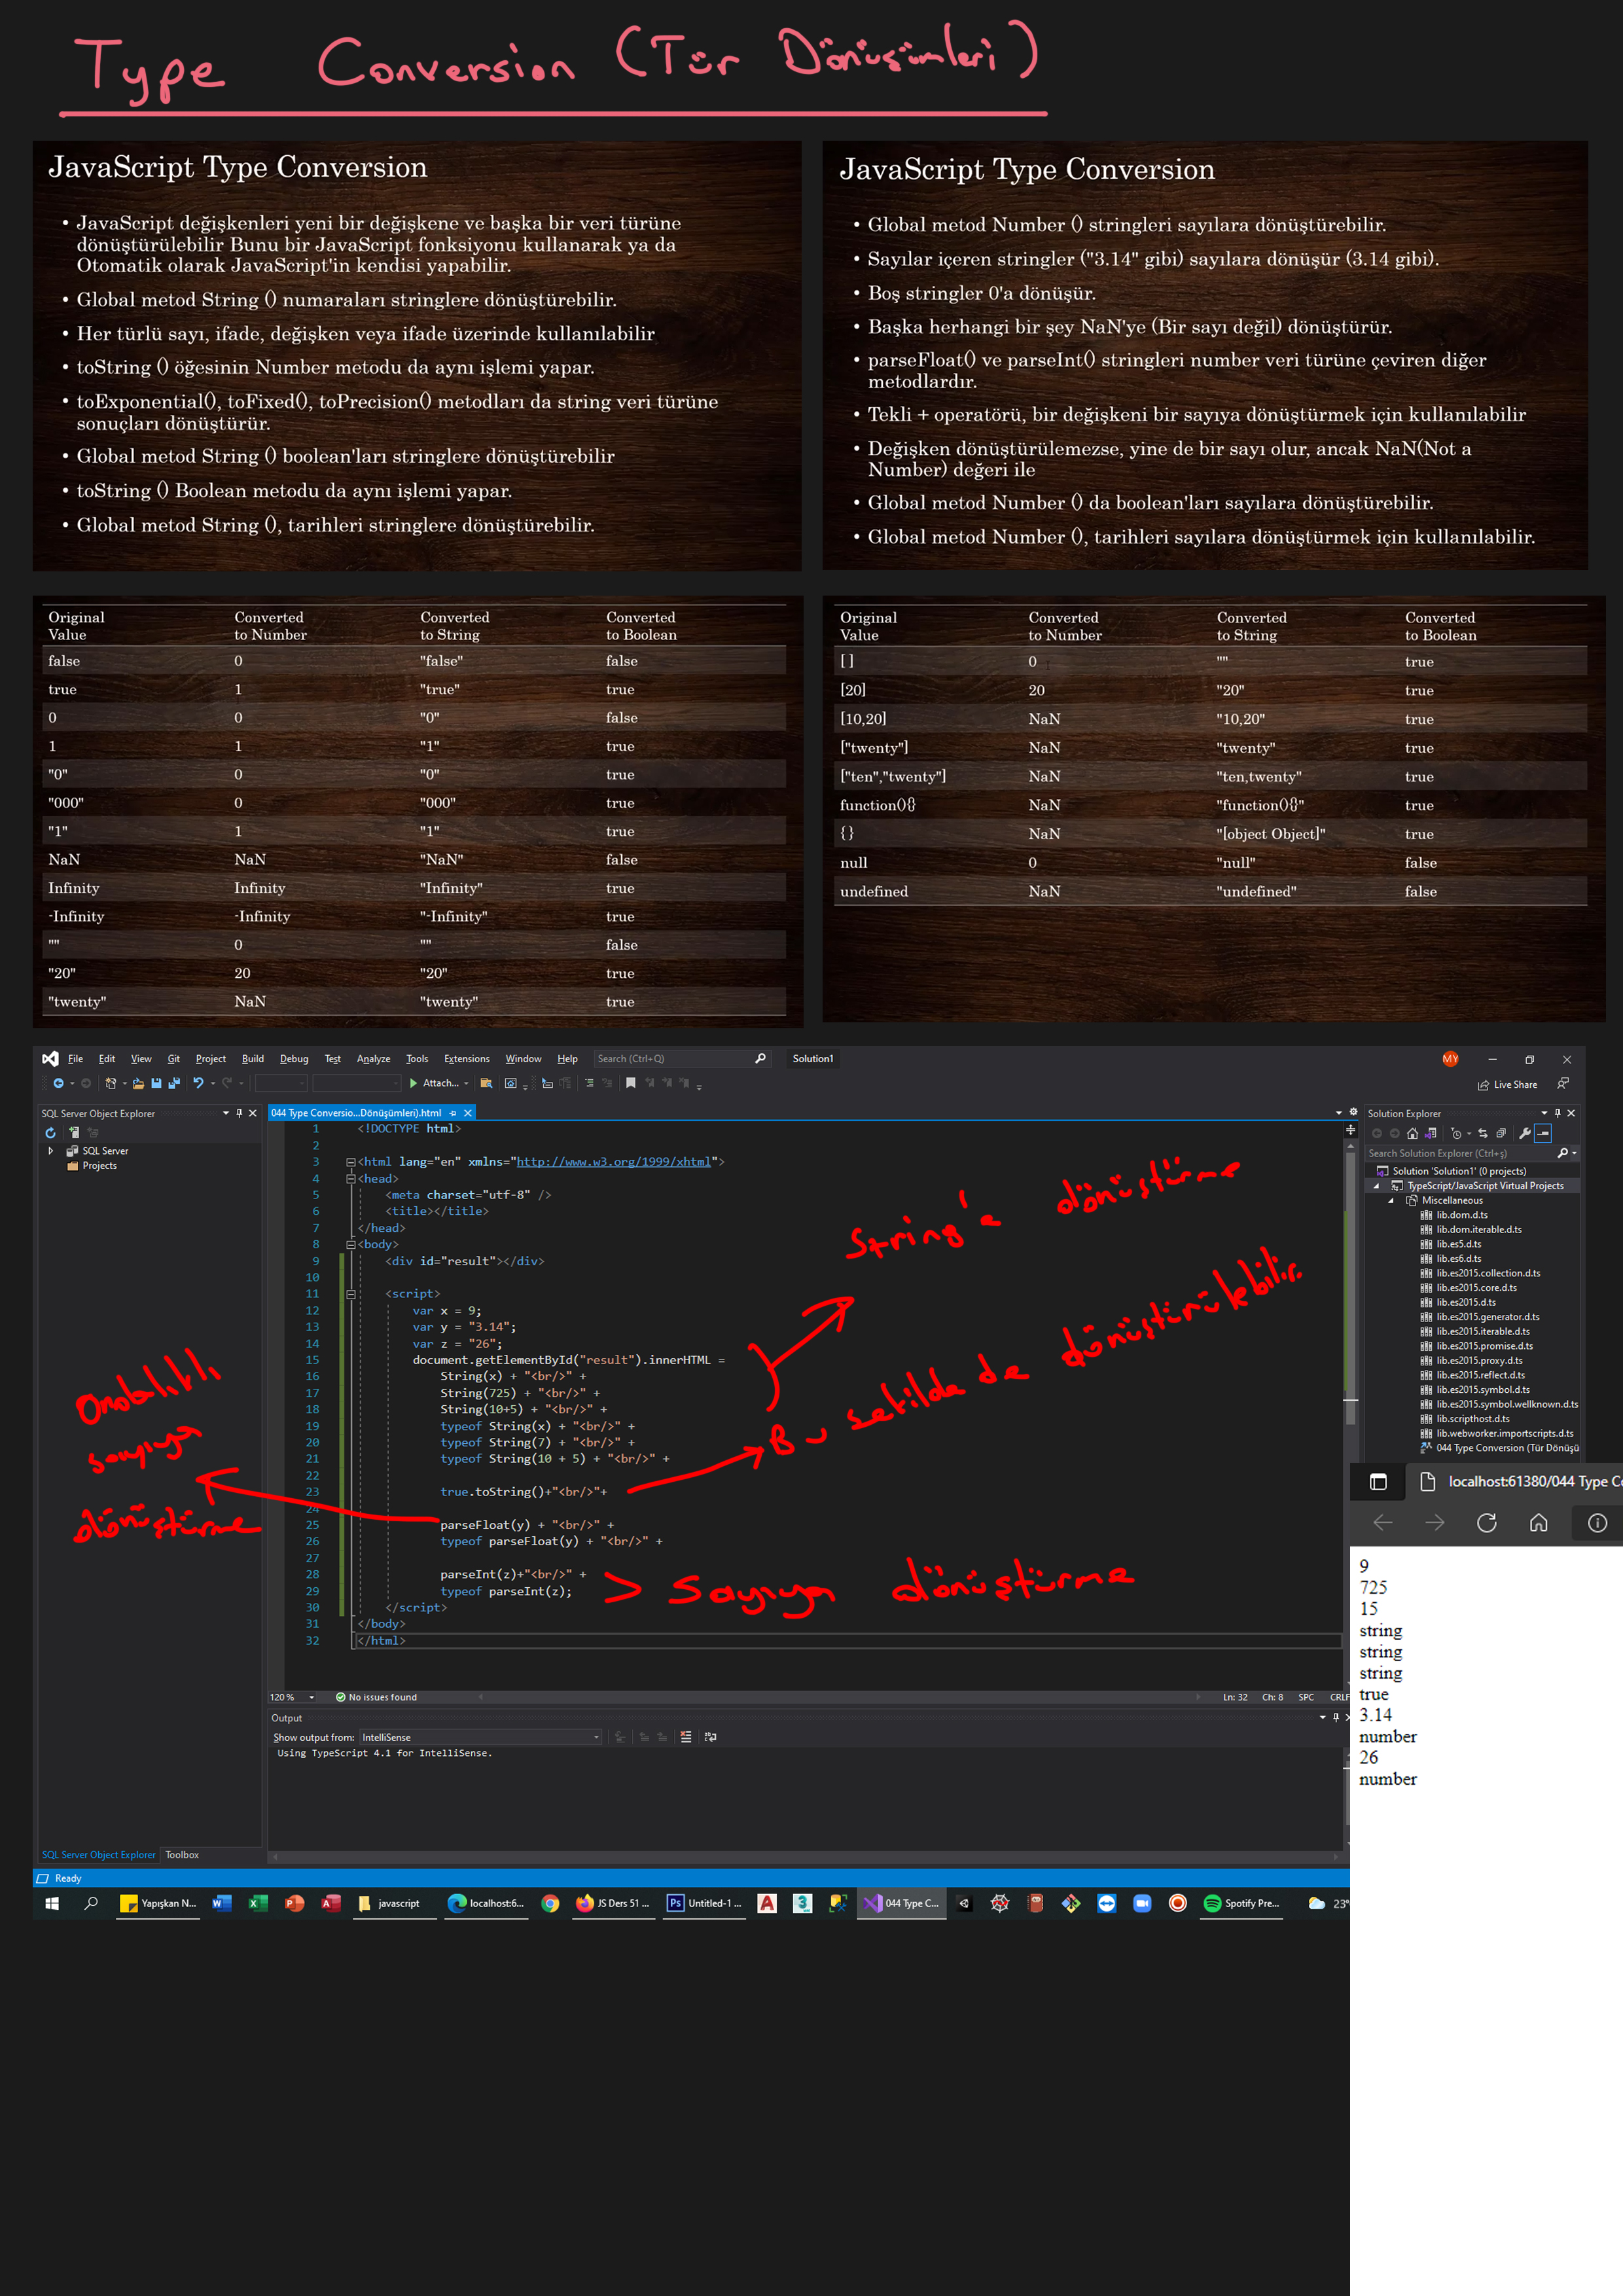 Type Conversion (Tür Dönüşümleri)
JavaScript Type Conversion
• JavaScript değişkenleri yeni bir değişkene ve başka bir veri türüne
dönüştürülebilir Bunu bir JavaScript fonksiyonu kullanarak ya da
Otomatik olarak JavaScript'in kendisi yapabilir.
• Global metod String () numaraları stringlere dönüştürebilir.
• Her türlü sayı, ifade, değişken veya ifade üzerinde kullanılabilir
• toString () öğesinin Number metodu da aynı işlemi yapar.
• toExponential(), toFixed(), toPrecision() metodları da string veri türüne
sonuçları dönüştürür.
• Global metod String () boolean'ları stringlere dönüştürebilir
• toString () Boolean metodu da aynı işlemi yapar.
• Global metod String (), tarihleri stringlere dönüştürebilir.
JavaScript Type Conversion
• Global metod Number () stringleri sayılara dönüştürebilir.
• Sayılar içeren stringler ("3.14" gibi) sayılara dönüşür (3.14 gibi).
• Boş stringler 0'a dönüşür.
• Başka herhangi bir şey NaN'ye (Bir sayı değil) dönüştürür.
• parseFloat() ve parseInt() stringleri number veri türüne çeviren diğer
metodlardır.
• Tekli + operatörü, bir değişkeni bir sayıya dönüştürmek için kullanılabilir
• Değişken dönüştürülemezse, yine de bir sayı olur, ancak NaN(Not a
Number) değeri ile
• Global metod Number () da boolean'ları sayılara dönüştürebilir.
• Global metod Number (), tarihleri sayılara dönüştürmek için kullanılabilir.
Original Converted Converted Converted
Value to Number to String to Boolean
false 0 "false" false
true 1 "true" true
0 0 "0" false
1 1 "1" true
"0" 0 "0" true
"000" 0 "000" true
"1" 1 "1" true
NaN NaN "NaN" false
Infinity Infinity "Infinity" true
-Infinity -Infinity "-Infinity" true
"" 0 "" false
"20" 20 "20" true
"twenty" NaN "twenty" true
Original Converted Converted Converted
Value to Number to String to Boolean
[ ] 0 "" true
[20] 20 "20" true
[10,20] NaN "10,20" true
["twenty"] NaN "twenty" true
["ten","twenty"] NaN "ten,twenty" true
function(){} NaN "function(){}" true
{ } NaN "[object Object]" true
null 0 "null" false
undefined NaN "undefined" false
File Edit View Git Project Build Debug Test Analyze Tools Extensions Window Help Search (Ctrl+Q) Solution1 MY
Attach... Live Share
SQL Server Object Explorer
SQL Server
Projects
044 Type Conversio...Dönüşümleri).html
1 <!DOCTYPE html>
2
3 <html lang="en" xmlns="http://www.w3.org/1999/xhtml">
4 <head>
5 <meta charset="utf-8" />
6 <title></title>
7 </head>
8 <body>
9 <div id="result"></div>
10
11 <script>
12 var x = 9;
13 var y = "3.14";
14 var z = "26";
15 document.getElementById("result").innerHTML =
16 String(x) + "<br/>" +
17 String(725) + "<br/>" +
18 String(10+5) + "<br/>" +
19 typeof String(x) + "<br/>" +
20 typeof String(7) + "<br/>" +
21 typeof String(10 + 5) + "<br/>" +
22
23 true.toString()+"<br/>"+
24
25 parseFloat(y) + "<br/>" +
26 typeof parseFloat(y) + "<br/>" +
27
28 parseInt(z)+"<br/>" +
29 typeof parseInt(z);
30 </script>
31 </body>
32 </html>
String'e dönüştürme
Bu şekilde de dönüştürülebilir.
Ondalıklı
sayıya
dönüştürme
> Sayıya dönüştürme
120 % No issues found Ln: 32 Ch: 8 SPC CRLF
Output
Show output from: IntelliSense
Using TypeScript 4.1 for IntelliSense.
SQL Server Object Explorer Toolbox
Solution Explorer
Search Solution Explorer (Ctrl+ş)
Solution 'Solution1' (0 projects)
TypeScript/JavaScript Virtual Projects
Miscellaneous
lib.dom.d.ts
lib.dom.iterable.d.ts
lib.es5.d.ts
lib.es6.d.ts
lib.es2015.collection.d.ts
lib.es2015.core.d.ts
lib.es2015.d.ts
lib.es2015.generator.d.ts
lib.es2015.iterable.d.ts
lib.es2015.promise.d.ts
lib.es2015.proxy.d.ts
lib.es2015.reflect.d.ts
lib.es2015.symbol.d.ts
lib.es2015.symbol.wellknown.d.ts
lib.scripthost.d.ts
lib.webworker.importscripts.d.ts
044 Type Conversion (Tür Dönüşü
localhost:61380/044 Type Co
9
725
15
string
string
string
true
3.14
number
26
number
Ready
Yapışkan N... javascript localhost:6... JS Ders 51 ... Untitled-1 ... 044 Type C... Spotify Pre... 23°